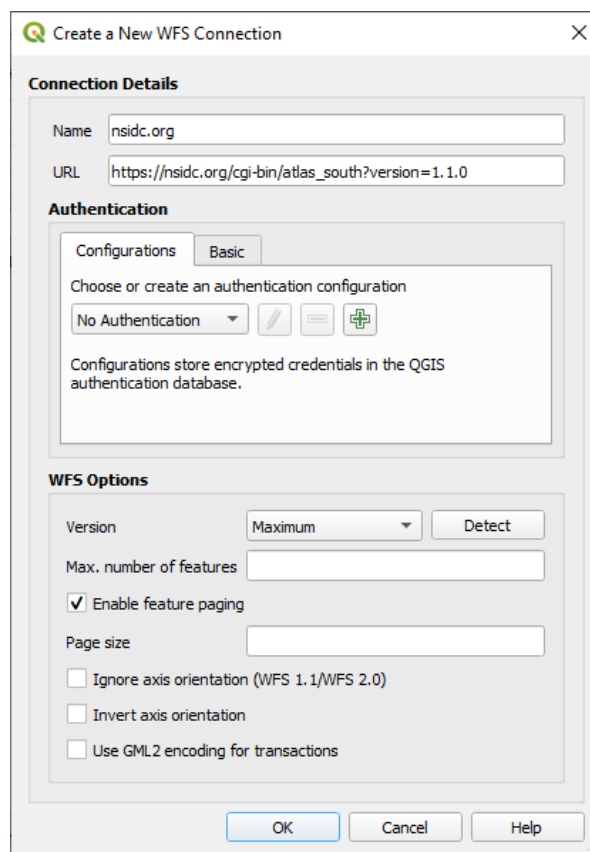 Create a New WFS Connection
Connection Details
Name nsidc.org
URL https://nsidc.org/cgi-bin/atlas_south?version=1.1.0
Authentication
Configurations Basic
Choose or create an authentication configuration
No Authentication
Configurations store encrypted credentials in the QGIS
authentication database.
WFS Options
Version Maximum Detect
Max. number of features
Enable feature paging
Page size
Ignore axis orientation (WFS 1.1/WFS 2.0)
Invert axis orientation
Use GML2 encoding for transactions
OK Cancel Help